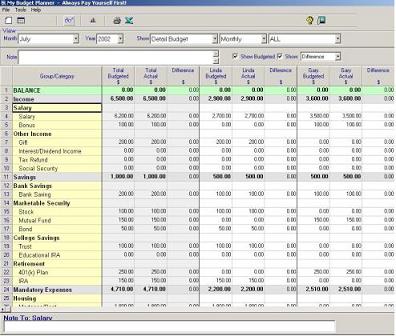 My Budget Planner - Always Pay Yourself First!
File Tools Help
View
Month July Year 2002 Show Detail Budget Monthly ALL
Note Show Budgeted Show Difference
Group/Category Total Budgeted $ Total Actual $ Difference $ Linda Budgeted $ Linda Actual $ Difference $ Gary Budgeted $ Gary Actual $ Difference $
1 BALANCE 0.00 0.00 0.00 0.00 0.00 0.00 0.00 0.00 0.00
2 Income 6,500.00 6,500.00 0.00 2,900.00 2,900.00 0.00 3,600.00 3,600.00 0.00
3 Salary
4 Salary 6,200.00 6,200.00 0.00 2,700.00 2,700.00 0.00 3,500.00 3,500.00 0.00
5 Bonus 100.00 100.00 0.00 0.00 0.00 0.00 100.00 100.00 0.00
6 Other Income
7 Gift 200.00 200.00 0.00 200.00 200.00 0.00 0.00 0.00 0.00
8 Interest/Dividend Income 0.00 0.00 0.00 0.00 0.00 0.00 0.00 0.00 0.00
9 Tax Refund 0.00 0.00 0.00 0.00 0.00 0.00 0.00 0.00 0.00
10 Social Security 0.00 0.00 0.00 0.00 0.00 0.00 0.00 0.00 0.00
11 Savings 1,000.00 1,000.00 0.00 500.00 500.00 0.00 500.00 500.00 0.00
12 Bank Savings
13 Bank Saving 200.00 200.00 0.00 100.00 100.00 0.00 100.00 100.00 0.00
14 Marketable Security
15 Stock 100.00 100.00 0.00 100.00 100.00 0.00 0.00 0.00 0.00
16 Mutual Fund 150.00 150.00 0.00 0.00 0.00 0.00 150.00 150.00 0.00
17 Bond 50.00 50.00 0.00 50.00 50.00 0.00 0.00 0.00 0.00
18 College Savings
19 Trust 100.00 100.00 0.00 100.00 100.00 0.00 0.00 0.00 0.00
20 Educational IRA 0.00 0.00 0.00 0.00 0.00 0.00 0.00 0.00 0.00
21 Retirement
22 401(k) Plan 250.00 250.00 0.00 0.00 0.00 0.00 250.00 250.00 0.00
23 IRA 150.00 150.00 0.00 150.00 150.00 0.00 0.00 0.00 0.00
24 Mandatory Expenses 4,710.00 4,710.00 0.00 2,200.00 2,200.00 0.00 2,510.00 2,510.00 0.00
25 Housing
Note To: Salary